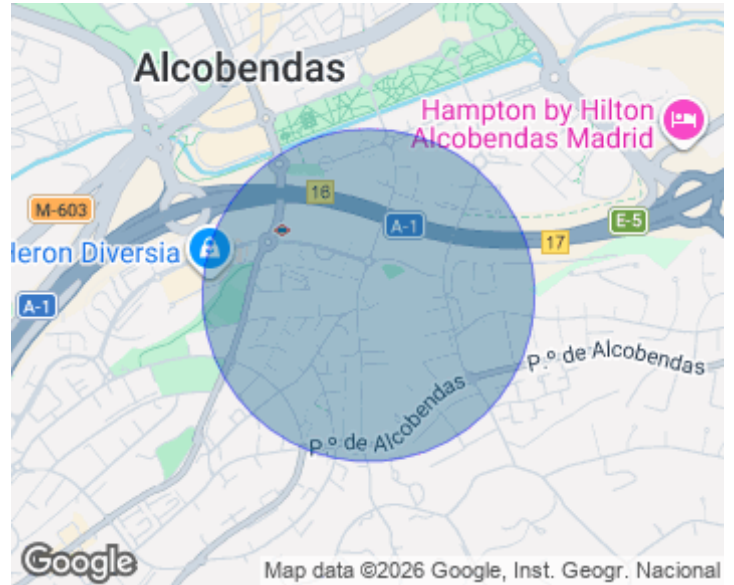 Alcobendas
Hampton by Hilton
Alcobendas Madrid
16
M-603
A-1
E-5
17
Heron Diversia
A-1
P.º de Alcobendas
P.º de Alcobendas
Google
Map data ©2026 Google, Inst. Geogr. Nacional